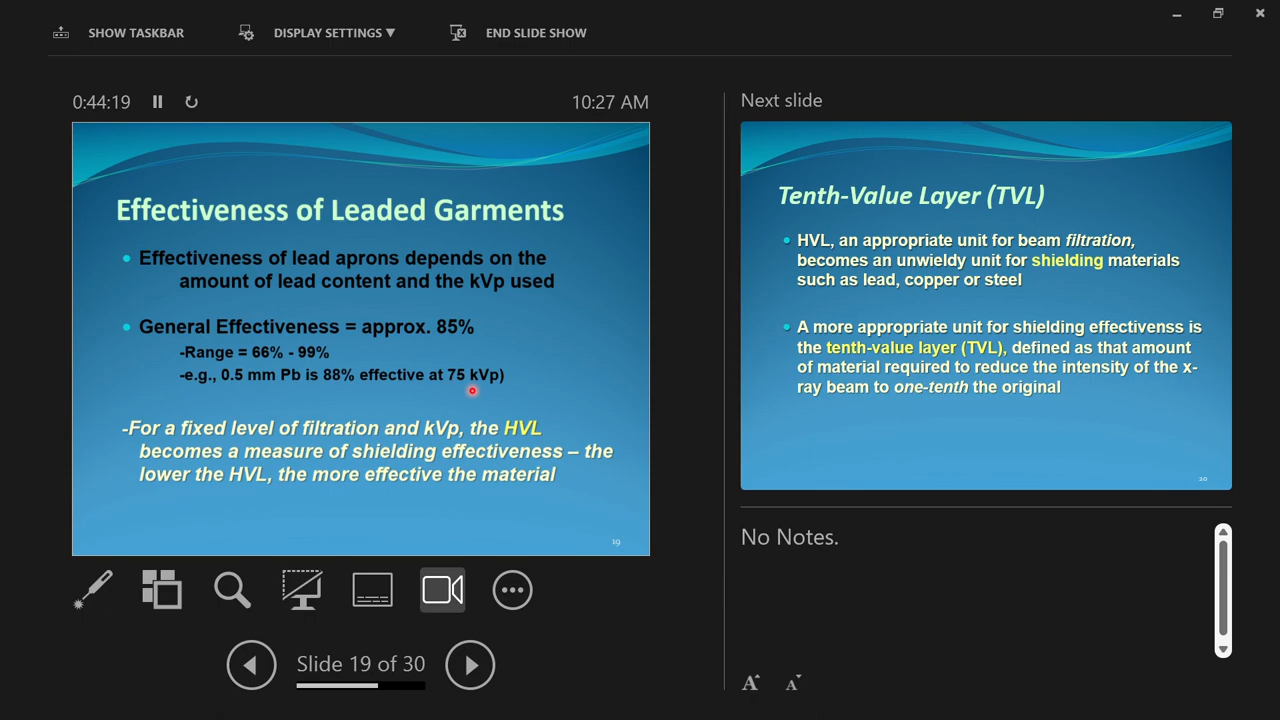 SHOW TASKBAR
DISPLAY SETTINGS ▼
END SLIDE SHOW
0:44:19
10:27 AM
Effectiveness of Leaded Garments
• Effectiveness of lead aprons depends on the
amount of lead content and the kVp used
• General Effectiveness = approx. 85%
-Range = 66% - 99%
-e.g., 0.5 mm Pb is 88% effective at 75 kVp)
-For a fixed level of filtration and kVp, the HVL
becomes a measure of shielding effectiveness – the
lower the HVL, the more effective the material
19
Next slide
Tenth-Value Layer (TVL)
• HVL, an appropriate unit for beam filtration,
becomes an unwieldy unit for shielding materials
such as lead, copper or steel
• A more appropriate unit for shielding effectivenss is
the tenth-value layer (TVL), defined as that amount
of material required to reduce the intensity of the x-
ray beam to one-tenth the original
20
No Notes.
Slide 19 of 30
A A